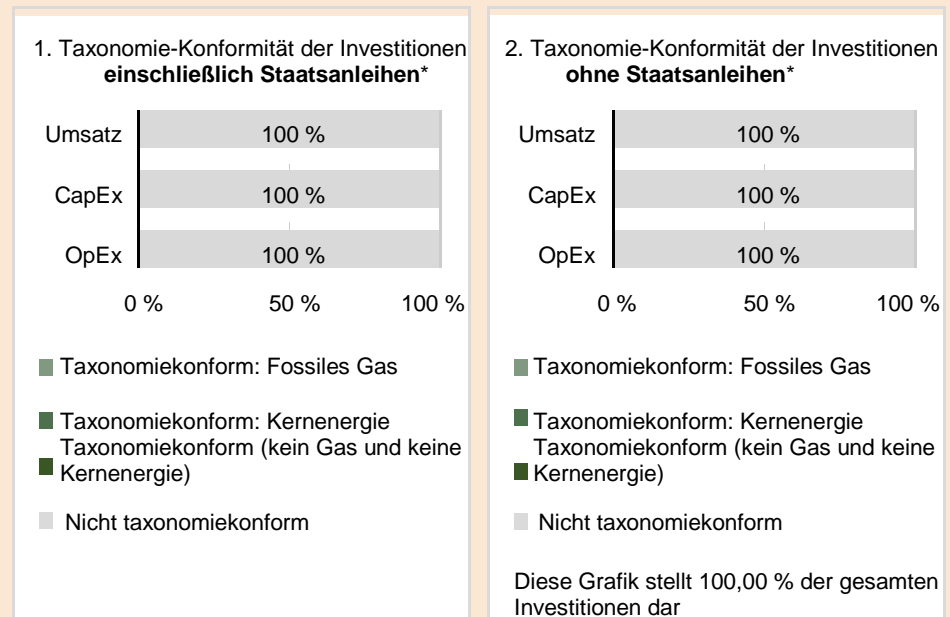 1. Taxonomie-Konformität der Investitionen
einschließlich Staatsanleihen*
Umsatz 100 %
CapEx 100 %
OpEx 100 %
0 % 50 % 100 %
Taxonomiekonform: Fossiles Gas
Taxonomiekonform: Kernenergie
Taxonomiekonform (kein Gas und keine
Kernenergie)
Nicht taxonomiekonform
2. Taxonomie-Konformität der Investitionen
ohne Staatsanleihen*
Umsatz 100 %
CapEx 100 %
OpEx 100 %
0 % 50 % 100 %
Taxonomiekonform: Fossiles Gas
Taxonomiekonform: Kernenergie
Taxonomiekonform (kein Gas und keine
Kernenergie)
Nicht taxonomiekonform
Diese Grafik stellt 100,00 % der gesamten
Investitionen dar